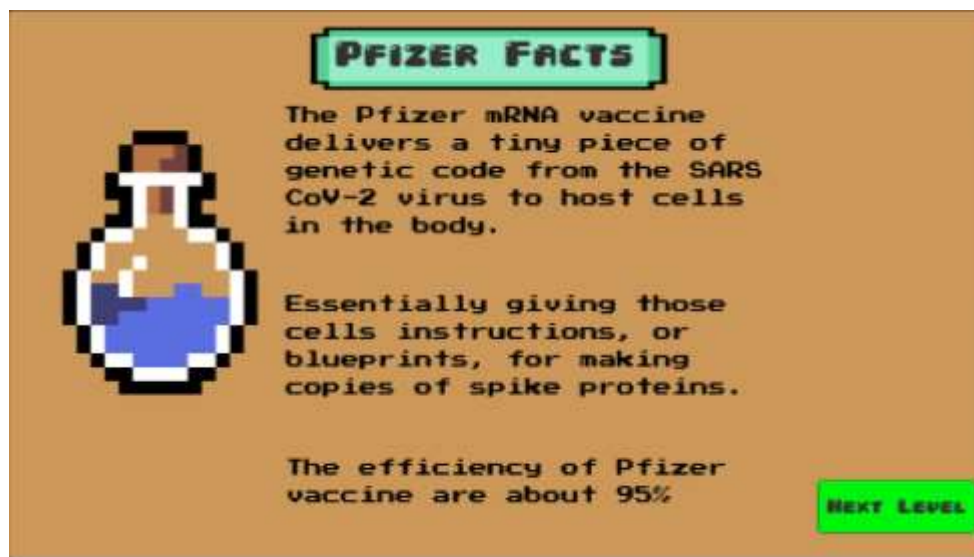 PFIZER FACTS
The Pfizer mRNA vaccine
delivers a tiny piece of
genetic code from the SARS
CoV-2 virus to host cells
in the body.
Essentially giving those
cells instructions, or
blueprints, for making
copies of spike proteins.
The efficiency of Pfizer
vaccine are about 95%
NEXT LEVEL